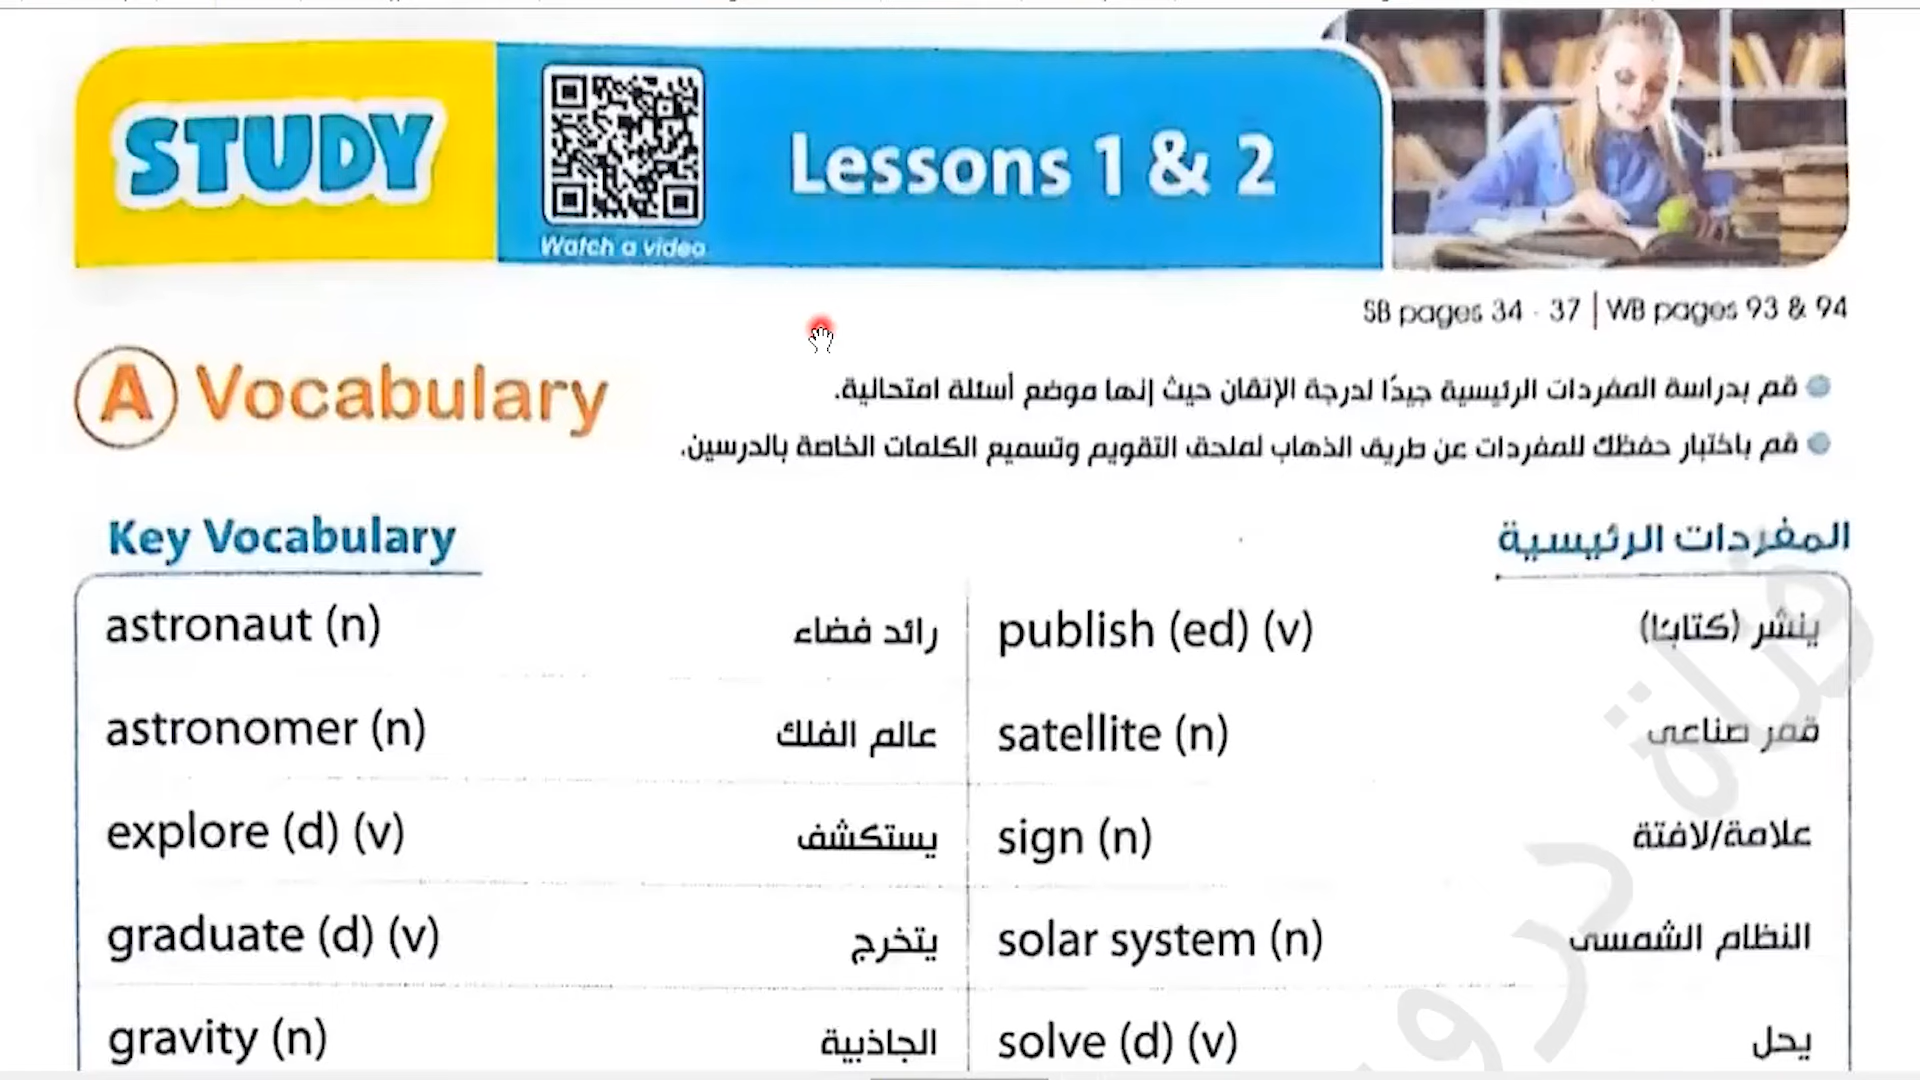 STUDY
Watch a video
Lessons 1 & 2
SB pages 34 - 37 | WB pages 93 & 94
A Vocabulary
قم بدراسة المفردات الرئيسية جيدًا لدرجة الإتقان حيث إنها موضع أسئلة امتحانية.
قم باختبار حفظك للمفردات عن طريق الذهاب لملحق التقويم وتسميع الكلمات الخاصة بالدرسين.
Key Vocabulary المفردات الرئيسية
astronaut (n) رائد فضاء publish (ed) (v) ينشر (كتابًا)
astronomer (n) عالم الفلك satellite (n) قمر صناعى
explore (d) (v) يستكشف sign (n) علامة/لافتة
graduate (d) (v) يتخرج solar system (n) النظام الشمسى
gravity (n) الجاذبية solve (d) (v) يحل
قناة